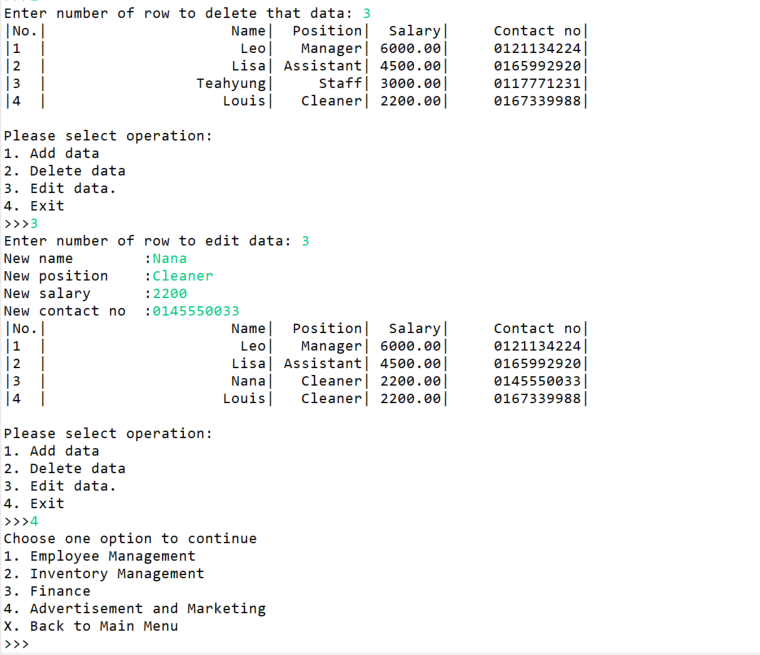 Enter number of row to delete that data: 3
|No.|                      Name|  Position|  Salary|     Contact no|
|1  |                       Leo|   Manager| 6000.00|     0121134224|
|2  |                      Lisa| Assistant| 4500.00|     0165992920|
|3  |                  Teahyung|     Staff| 3000.00|     0117771231|
|4  |                     Louis|   Cleaner| 2200.00|     0167339988|
Please select operation:
1. Add data
2. Delete data
3. Edit data.
4. Exit
>>>3
Enter number of row to edit data: 3
New name        :Nana
New position    :Cleaner
New salary      :2200
New contact no  :0145550033
|No.|                      Name|  Position|  Salary|     Contact no|
|1  |                       Leo|   Manager| 6000.00|     0121134224|
|2  |                      Lisa| Assistant| 4500.00|     0165992920|
|3  |                      Nana|   Cleaner| 2200.00|     0145550033|
|4  |                     Louis|   Cleaner| 2200.00|     0167339988|
Please select operation:
1. Add data
2. Delete data
3. Edit data.
4. Exit
>>>4
Choose one option to continue
1. Employee Management
2. Inventory Management
3. Finance
4. Advertisement and Marketing
X. Back to Main Menu
>>>